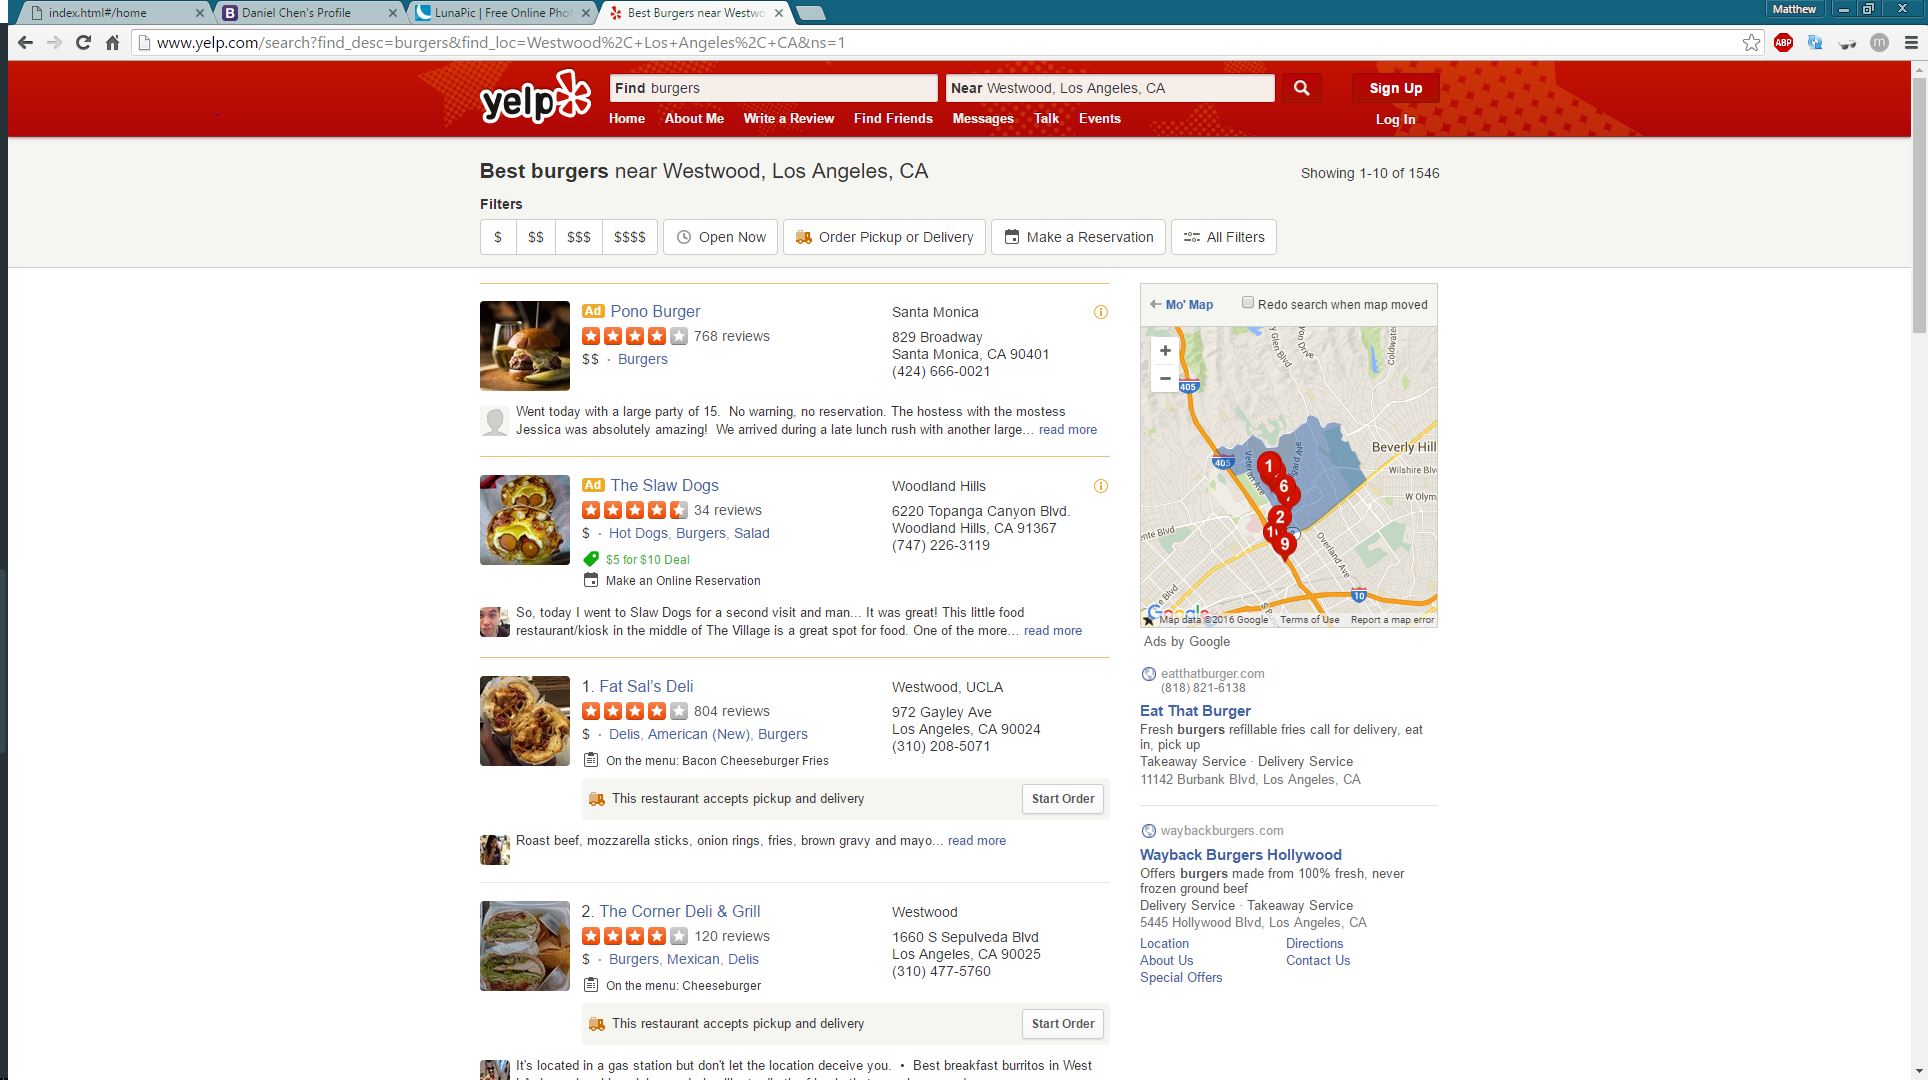 index.html#/home
Daniel Chen's Profile
LunaPic | Free Online Phot
Best Burgers near Westwo
Matthew
www.yelp.com/search?find_desc=burgers&find_loc=Westwood%2C+Los+Angeles%2C+CA&ns=1
ABP
m
yelp
Find burgers
Near Westwood, Los Angeles, CA
Sign Up
Home About Me Write a Review Find Friends Messages Talk Events
Log In
Best burgers near Westwood, Los Angeles, CA
Showing 1-10 of 1546
Filters
$ $$ $$$ $$$$ Open Now Order Pickup or Delivery Make a Reservation All Filters
Ad Pono Burger
768 reviews
$$ · Burgers
Santa Monica
829 Broadway
Santa Monica, CA 90401
(424) 666-0021
Went today with a large party of 15. No warning, no reservation. The hostess with the mostess
Jessica was absolutely amazing! We arrived during a late lunch rush with another large… read more
Ad The Slaw Dogs
34 reviews
$ · Hot Dogs, Burgers, Salad
$5 for $10 Deal
Make an Online Reservation
Woodland Hills
6220 Topanga Canyon Blvd.
Woodland Hills, CA 91367
(747) 226-3119
So, today I went to Slaw Dogs for a second visit and man... It was great! This little food
restaurant/kiosk in the middle of The Village is a great spot for food. One of the more… read more
1. Fat Sal's Deli
804 reviews
$ · Delis, American (New), Burgers
On the menu: Bacon Cheeseburger Fries
Westwood, UCLA
972 Gayley Ave
Los Angeles, CA 90024
(310) 208-5071
This restaurant accepts pickup and delivery
Start Order
Roast beef, mozzarella sticks, onion rings, fries, brown gravy and mayo… read more
2. The Corner Deli & Grill
120 reviews
$ · Burgers, Mexican, Delis
On the menu: Cheeseburger
Westwood
1660 S Sepulveda Blvd
Los Angeles, CA 90025
(310) 477-5760
This restaurant accepts pickup and delivery
Start Order
It's located in a gas station but don't let the location deceive you. • Best breakfast burritos in West
Mo' Map
Redo search when map moved
Glen Blvd
Coldwat
405
405
Beverly Hill
Wilshire Blv
Veteran Ave
W Olym
1
6
2
9
Overland Ave
10
Google
Map data ©2016 Google Terms of Use Report a map error
Ads by Google
eatthatburger.com
(818) 821-6138
Eat That Burger
Fresh burgers refillable fries call for delivery, eat
in, pick up
Takeaway Service · Delivery Service
11142 Burbank Blvd, Los Angeles, CA
waybackburgers.com
Wayback Burgers Hollywood
Offers burgers made from 100% fresh, never
frozen ground beef
Delivery Service · Takeaway Service
5445 Hollywood Blvd, Los Angeles, CA
Location Directions
About Us Contact Us
Special Offers